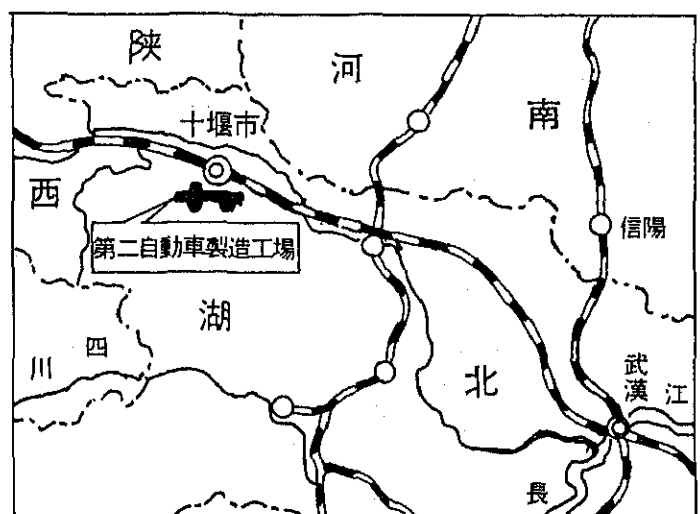 陝
河
南
十堰市
西
第二自動車製造工場
信陽
湖
四
川
北
武漢
江
長